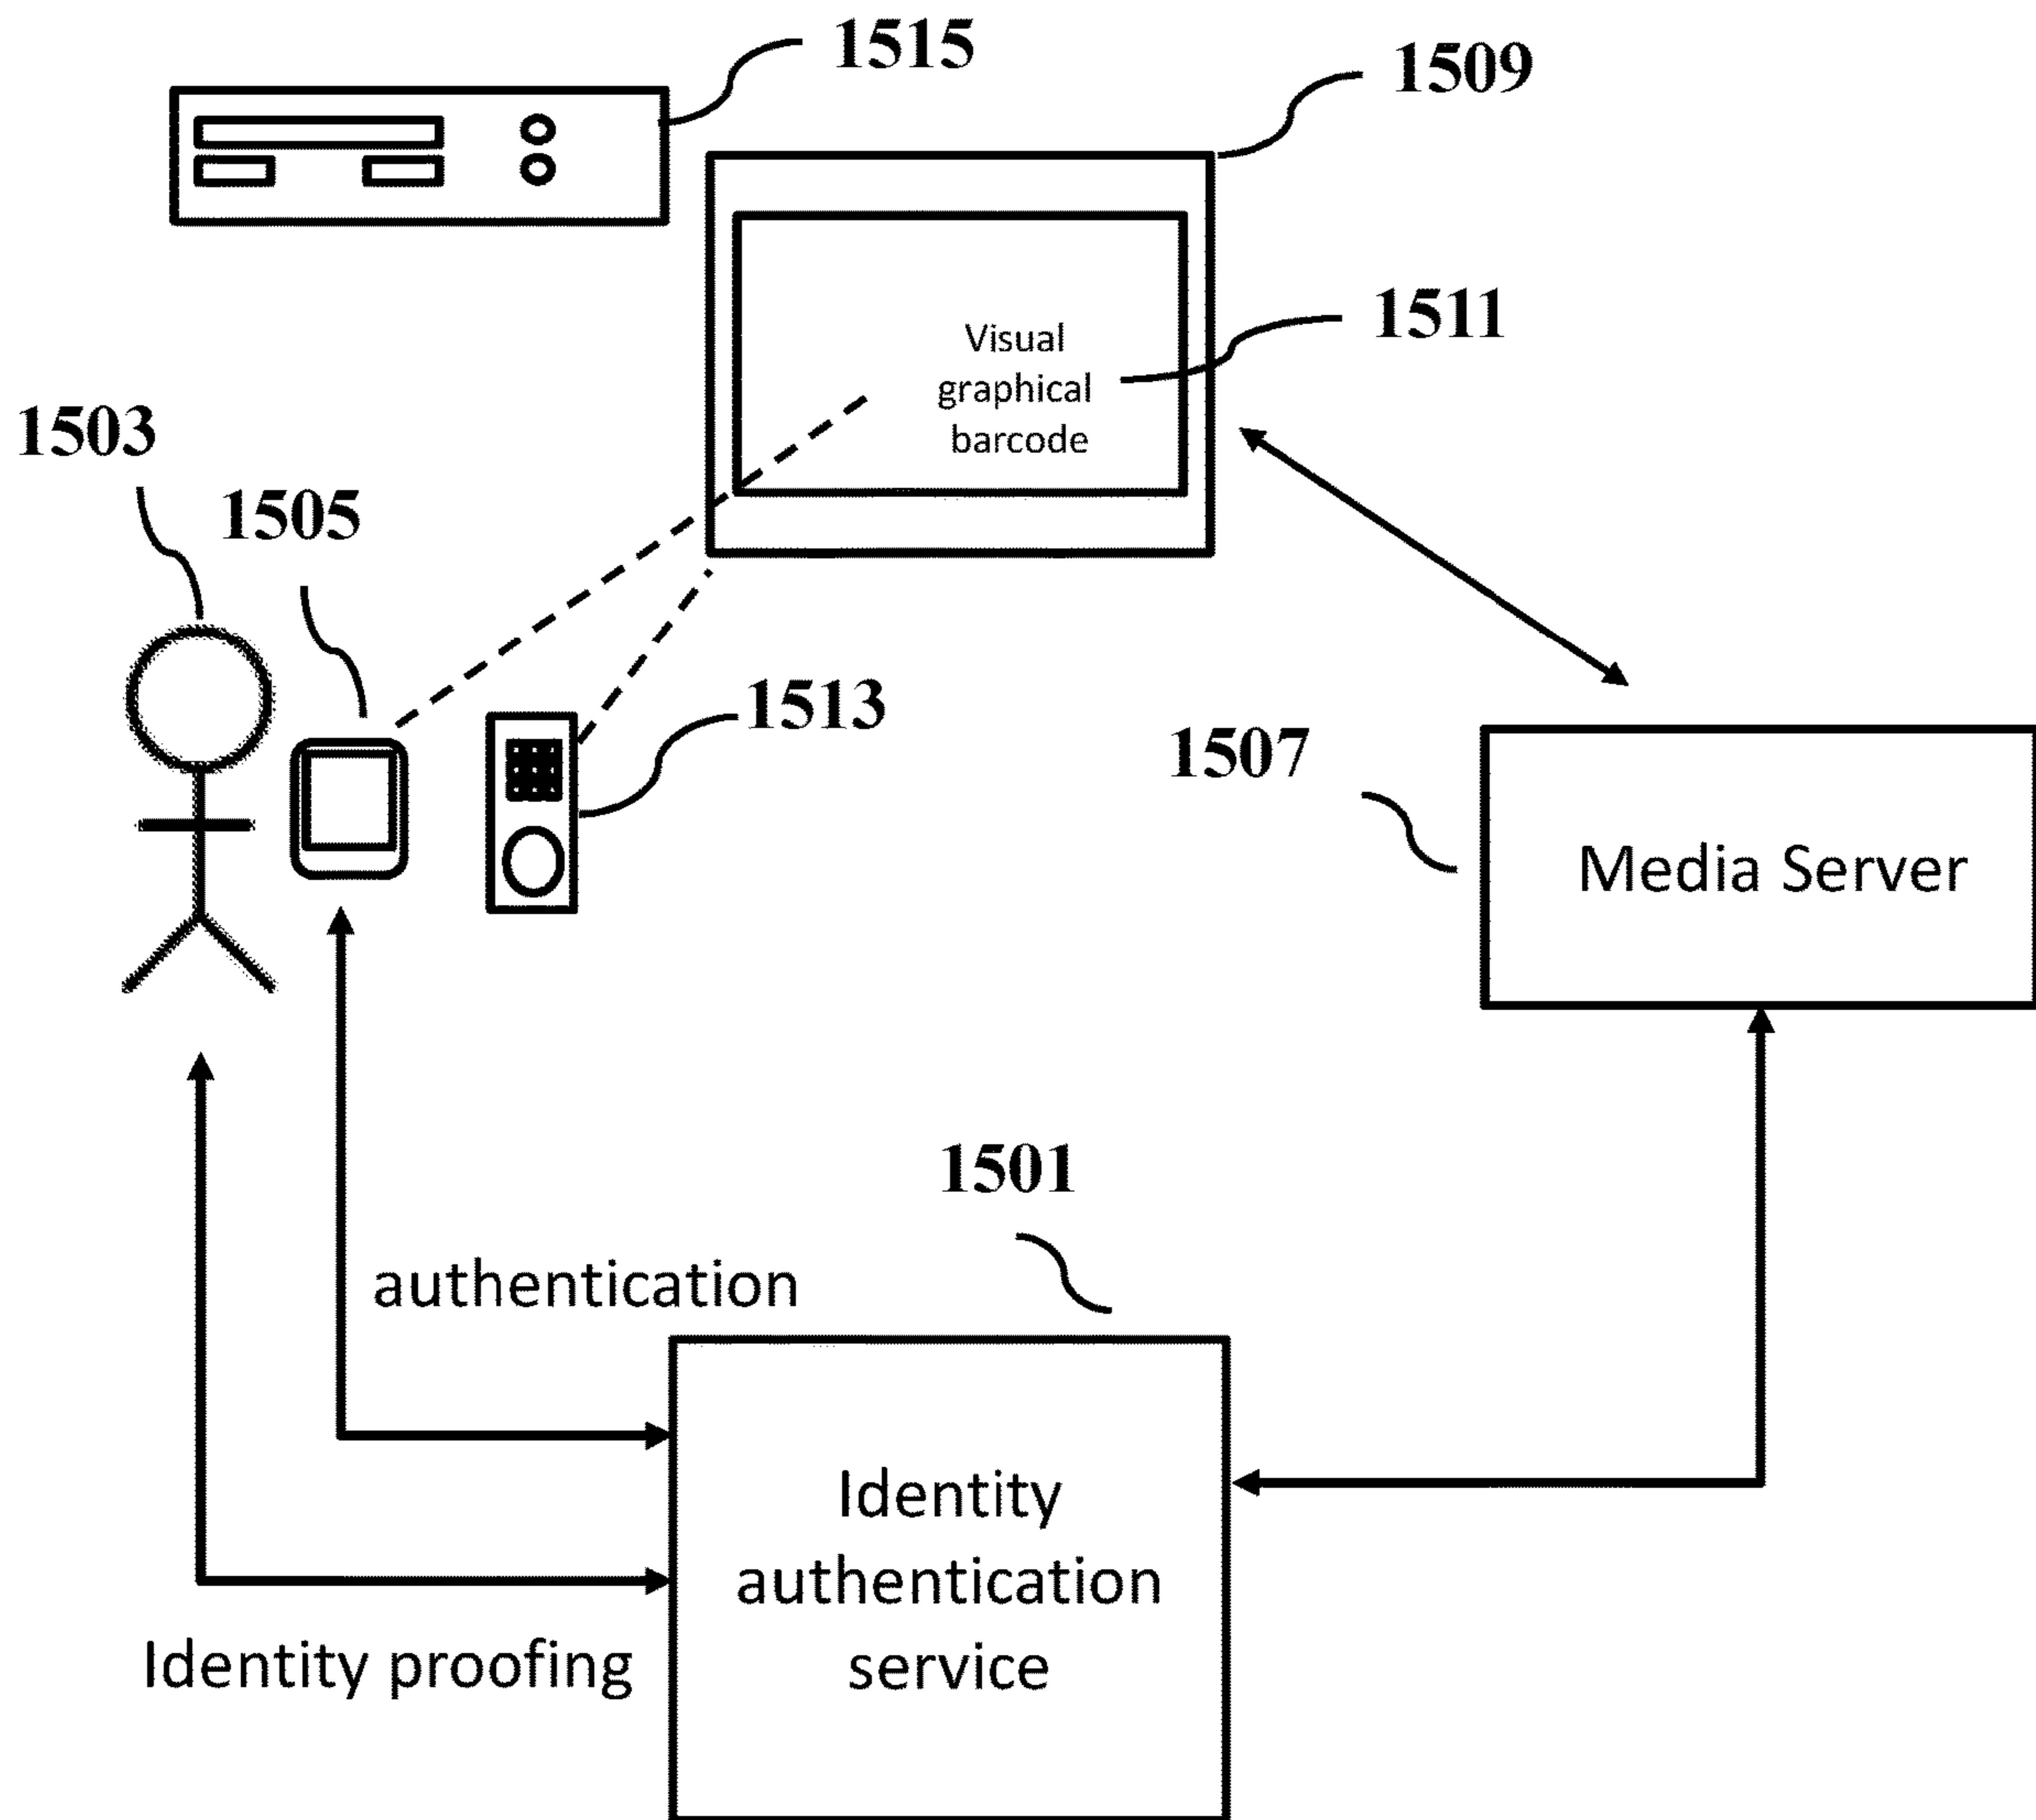 1515
1509
Visual
graphical
barcode
1511
1503
1505
1513
1507
Media Server
1501
authentication
Identity
authentication
service
Identity proofing